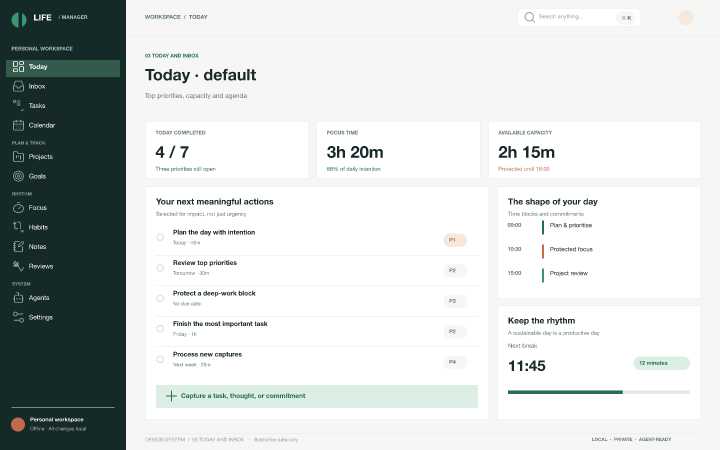 LIFE / MANAGER
PERSONAL WORKSPACE
Today
Inbox
Tasks
Calendar
PLAN & TRACK
Projects
Goals
RHYTHM
Focus
Habits
Notes
Reviews
SYSTEM
Agents
Settings
Personal workspace
Offline · All changes local
WORKSPACE / TODAY
Search anything...
⌘ K
03 TODAY AND INBOX
Today · default
Top priorities, capacity and agenda
TODAY COMPLETED
4 / 7
Three priorities still open
FOCUS TIME
3h 20m
88% of daily intention
AVAILABLE CAPACITY
2h 15m
Protected until 18:00
Your next meaningful actions
Selected for impact, not just urgency
Plan the day with intention
Today · 45m
P1
Review top priorities
Tomorrow · 30m
P2
Protect a deep-work block
No due date
P3
Finish the most important task
Friday · 1h
P2
Process new captures
Next week · 25m
P4
Capture a task, thought, or commitment
The shape of your day
Time blocks and commitments
09:00 Plan & prioritise
10:30 Protected focus
15:00 Project review
Keep the rhythm
A sustainable day is a productive day
Next break
11:45
12 minutes
DESIGN SYSTEM / 03 TODAY AND INBOX · Illustrative data only
LOCAL · PRIVATE · AGENT-READY